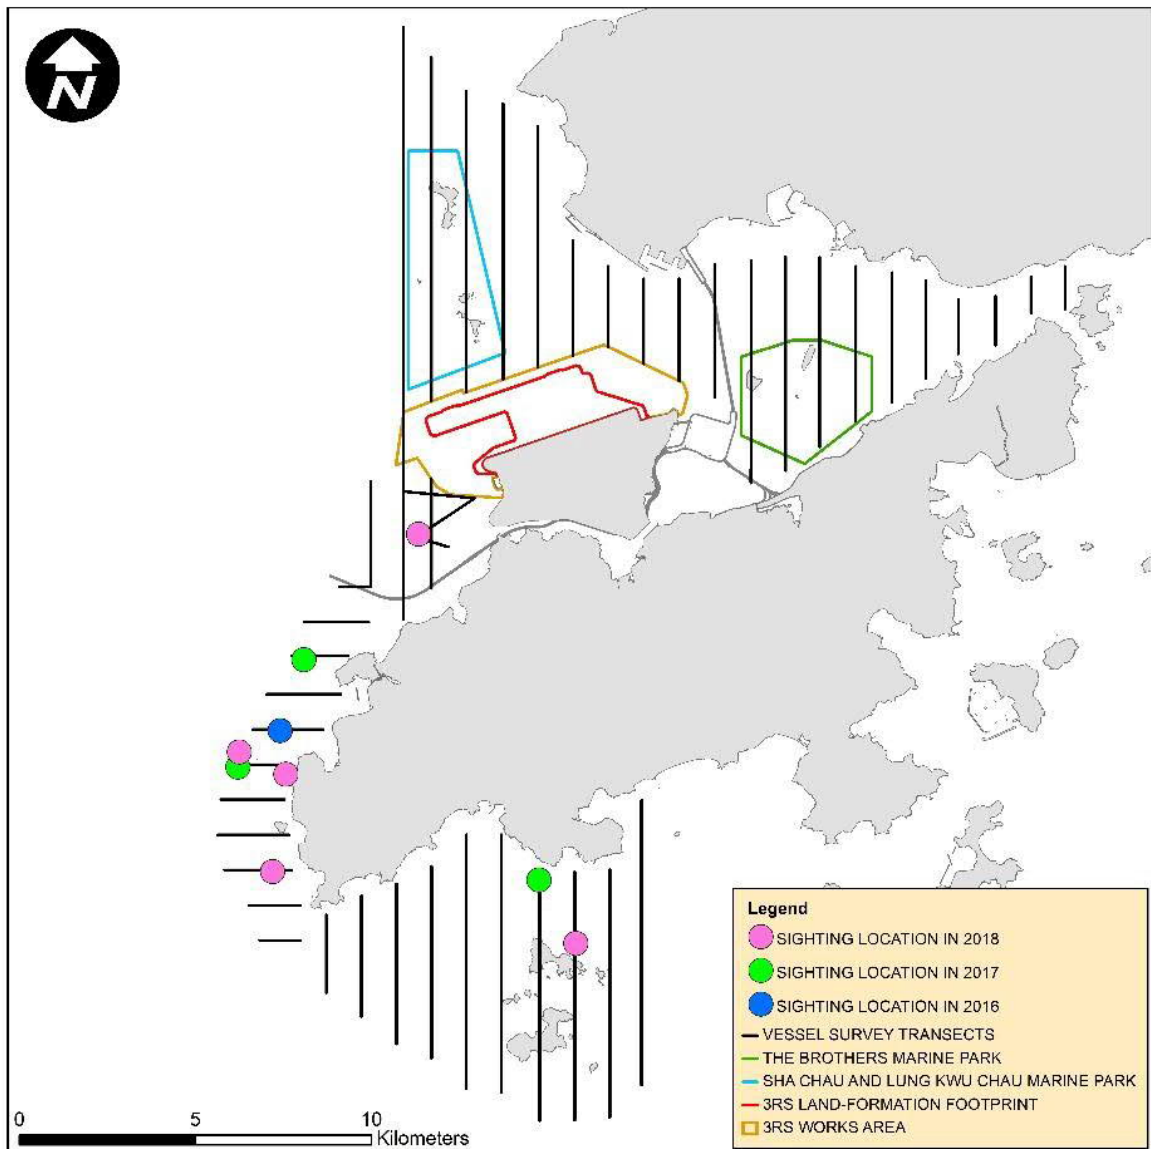 N
Legend
SIGHTING LOCATION IN 2018
SIGHTING LOCATION IN 2017
SIGHTING LOCATION IN 2016
VESSEL SURVEY TRANSECTS
THE BROTHERS MARINE PARK
SHA CHAU AND LUNG KWU CHAU MARINE PARK
3RS LAND-FORMATION FOOTPRINT
3RS WORKS AREA
0 5 10
Kilometers